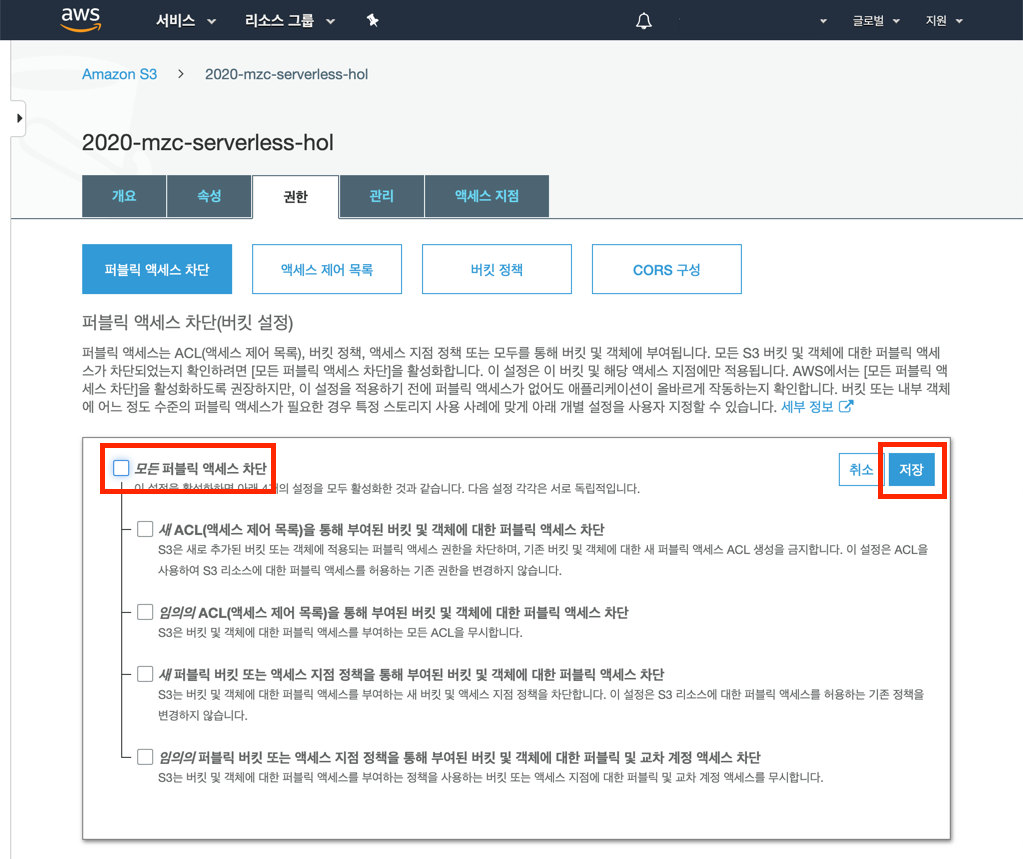 aws 서비스 리소스 그룹 글로벌 지원
Amazon S3 > 2020-mzc-serverless-hol
2020-mzc-serverless-hol
개요 속성 권한 관리 액세스 지점
퍼블릭 액세스 차단 액세스 제어 목록 버킷 정책 CORS 구성
퍼블릭 액세스 차단(버킷 설정)
퍼블릭 액세스는 ACL(액세스 제어 목록), 버킷 정책, 액세스 지점 정책 또는 모두를 통해 버킷 및 객체에 부여됩니다. 모든 S3 버킷 및 객체에 대한 퍼블릭 액세
스가 차단되었는지 확인하려면 [모든 퍼블릭 액세스 차단]을 활성화합니다. 이 설정은 이 버킷 및 해당 액세스 지점에만 적용됩니다. AWS에서는 [모든 퍼블릭 액
세스 차단]을 활성화하도록 권장하지만, 이 설정을 적용하기 전에 퍼블릭 액세스가 없어도 애플리케이션이 올바르게 작동하는지 확인합니다. 버킷 또는 내부 객체
에 어느 정도 수준의 퍼블릭 액세스가 필요한 경우 특정 스토리지 사용 사례에 맞게 아래 개별 설정을 사용자 지정할 수 있습니다. 세부 정보
모든 퍼블릭 액세스 차단 취소 저장
이 설정을 활성화하면 아래 4개의 설정을 모두 활성화한 것과 같습니다. 다음 설정 각각은 서로 독립적입니다.
새 ACL(액세스 제어 목록)을 통해 부여된 버킷 및 객체에 대한 퍼블릭 액세스 차단
S3은 새로 추가된 버킷 또는 객체에 적용되는 퍼블릭 액세스 권한을 차단하며, 기존 버킷 및 객체에 대한 새 퍼블릭 액세스 ACL 생성을 금지합니다. 이 설정은 ACL을
사용하여 S3 리소스에 대한 퍼블릭 액세스를 허용하는 기존 권한을 변경하지 않습니다.
임의의 ACL(액세스 제어 목록)을 통해 부여된 버킷 및 객체에 대한 퍼블릭 액세스 차단
S3은 버킷 및 객체에 대한 퍼블릭 액세스를 부여하는 모든 ACL을 무시합니다.
새 퍼블릭 버킷 또는 액세스 지점 정책을 통해 부여된 버킷 및 객체에 대한 퍼블릭 액세스 차단
S3는 버킷 및 객체에 대한 퍼블릭 액세스를 부여하는 새 버킷 및 액세스 지점 정책을 차단합니다. 이 설정은 S3 리소스에 대한 퍼블릭 액세스를 허용하는 기존 정책을
변경하지 않습니다.
임의의 퍼블릭 버킷 또는 액세스 지점 정책을 통해 부여된 버킷 및 객체에 대한 퍼블릭 및 교차 계정 액세스 차단
S3는 버킷 및 객체에 대한 퍼블릭 액세스를 부여하는 정책을 사용하는 버킷 또는 액세스 지점에 대한 퍼블릭 및 교차 계정 액세스를 무시합니다.